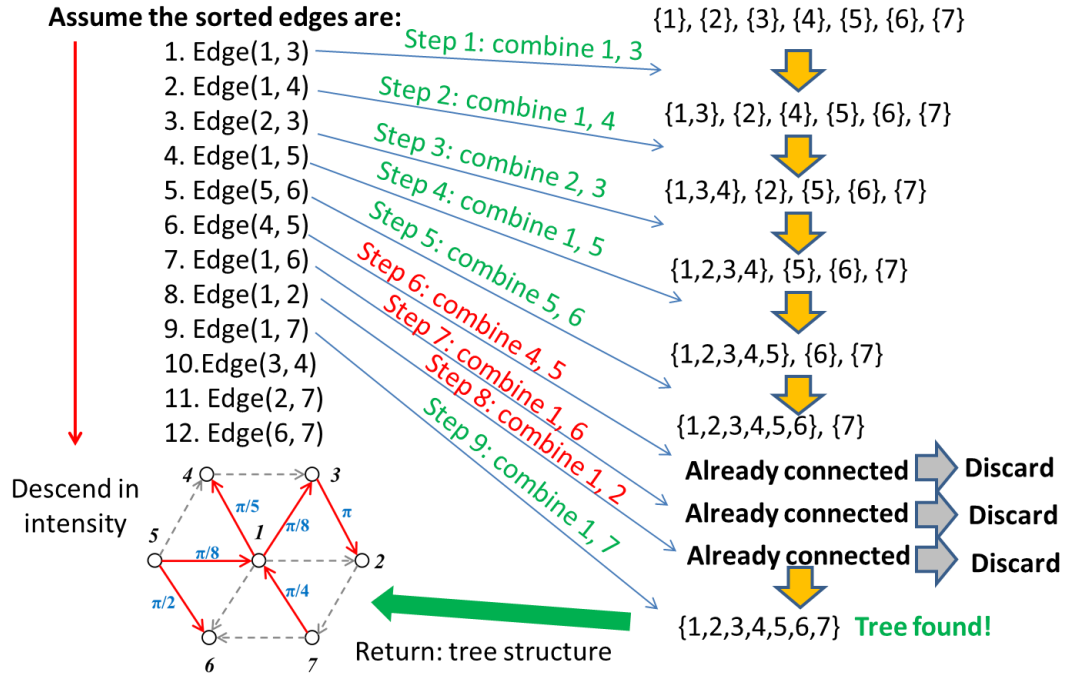 Assume the sorted edges are:
1. Edge(1, 3)
2. Edge(1, 4)
3. Edge(2, 3)
4. Edge(1, 5)
5. Edge(5, 6)
6. Edge(4, 5)
7. Edge(1, 6)
8. Edge(1, 2)
9. Edge(1, 7)
10.Edge(3, 4)
11. Edge(2, 7)
12. Edge(6, 7)
Descend in
intensity
Step 1: combine 1, 3
Step 2: combine 1, 4
Step 3: combine 2, 3
Step 4: combine 1, 5
Step 5: combine 5, 6
Step 6: combine 4, 5
Step 7: combine 1, 6
Step 8: combine 1, 2
Step 9: combine 1, 7
{1}, {2}, {3}, {4}, {5}, {6}, {7}
{1,3}, {2}, {4}, {5}, {6}, {7}
{1,3,4}, {2}, {5}, {6}, {7}
{1,2,3,4}, {5}, {6}, {7}
{1,2,3,4,5}, {6}, {7}
{1,2,3,4,5,6}, {7}
Already connected Discard
Already connected Discard
Already connected Discard
{1,2,3,4,5,6,7} Tree found!
Return: tree structure
4
3
π/5
π/8
π
5
1
π/8
2
π/2
π/4
6
7